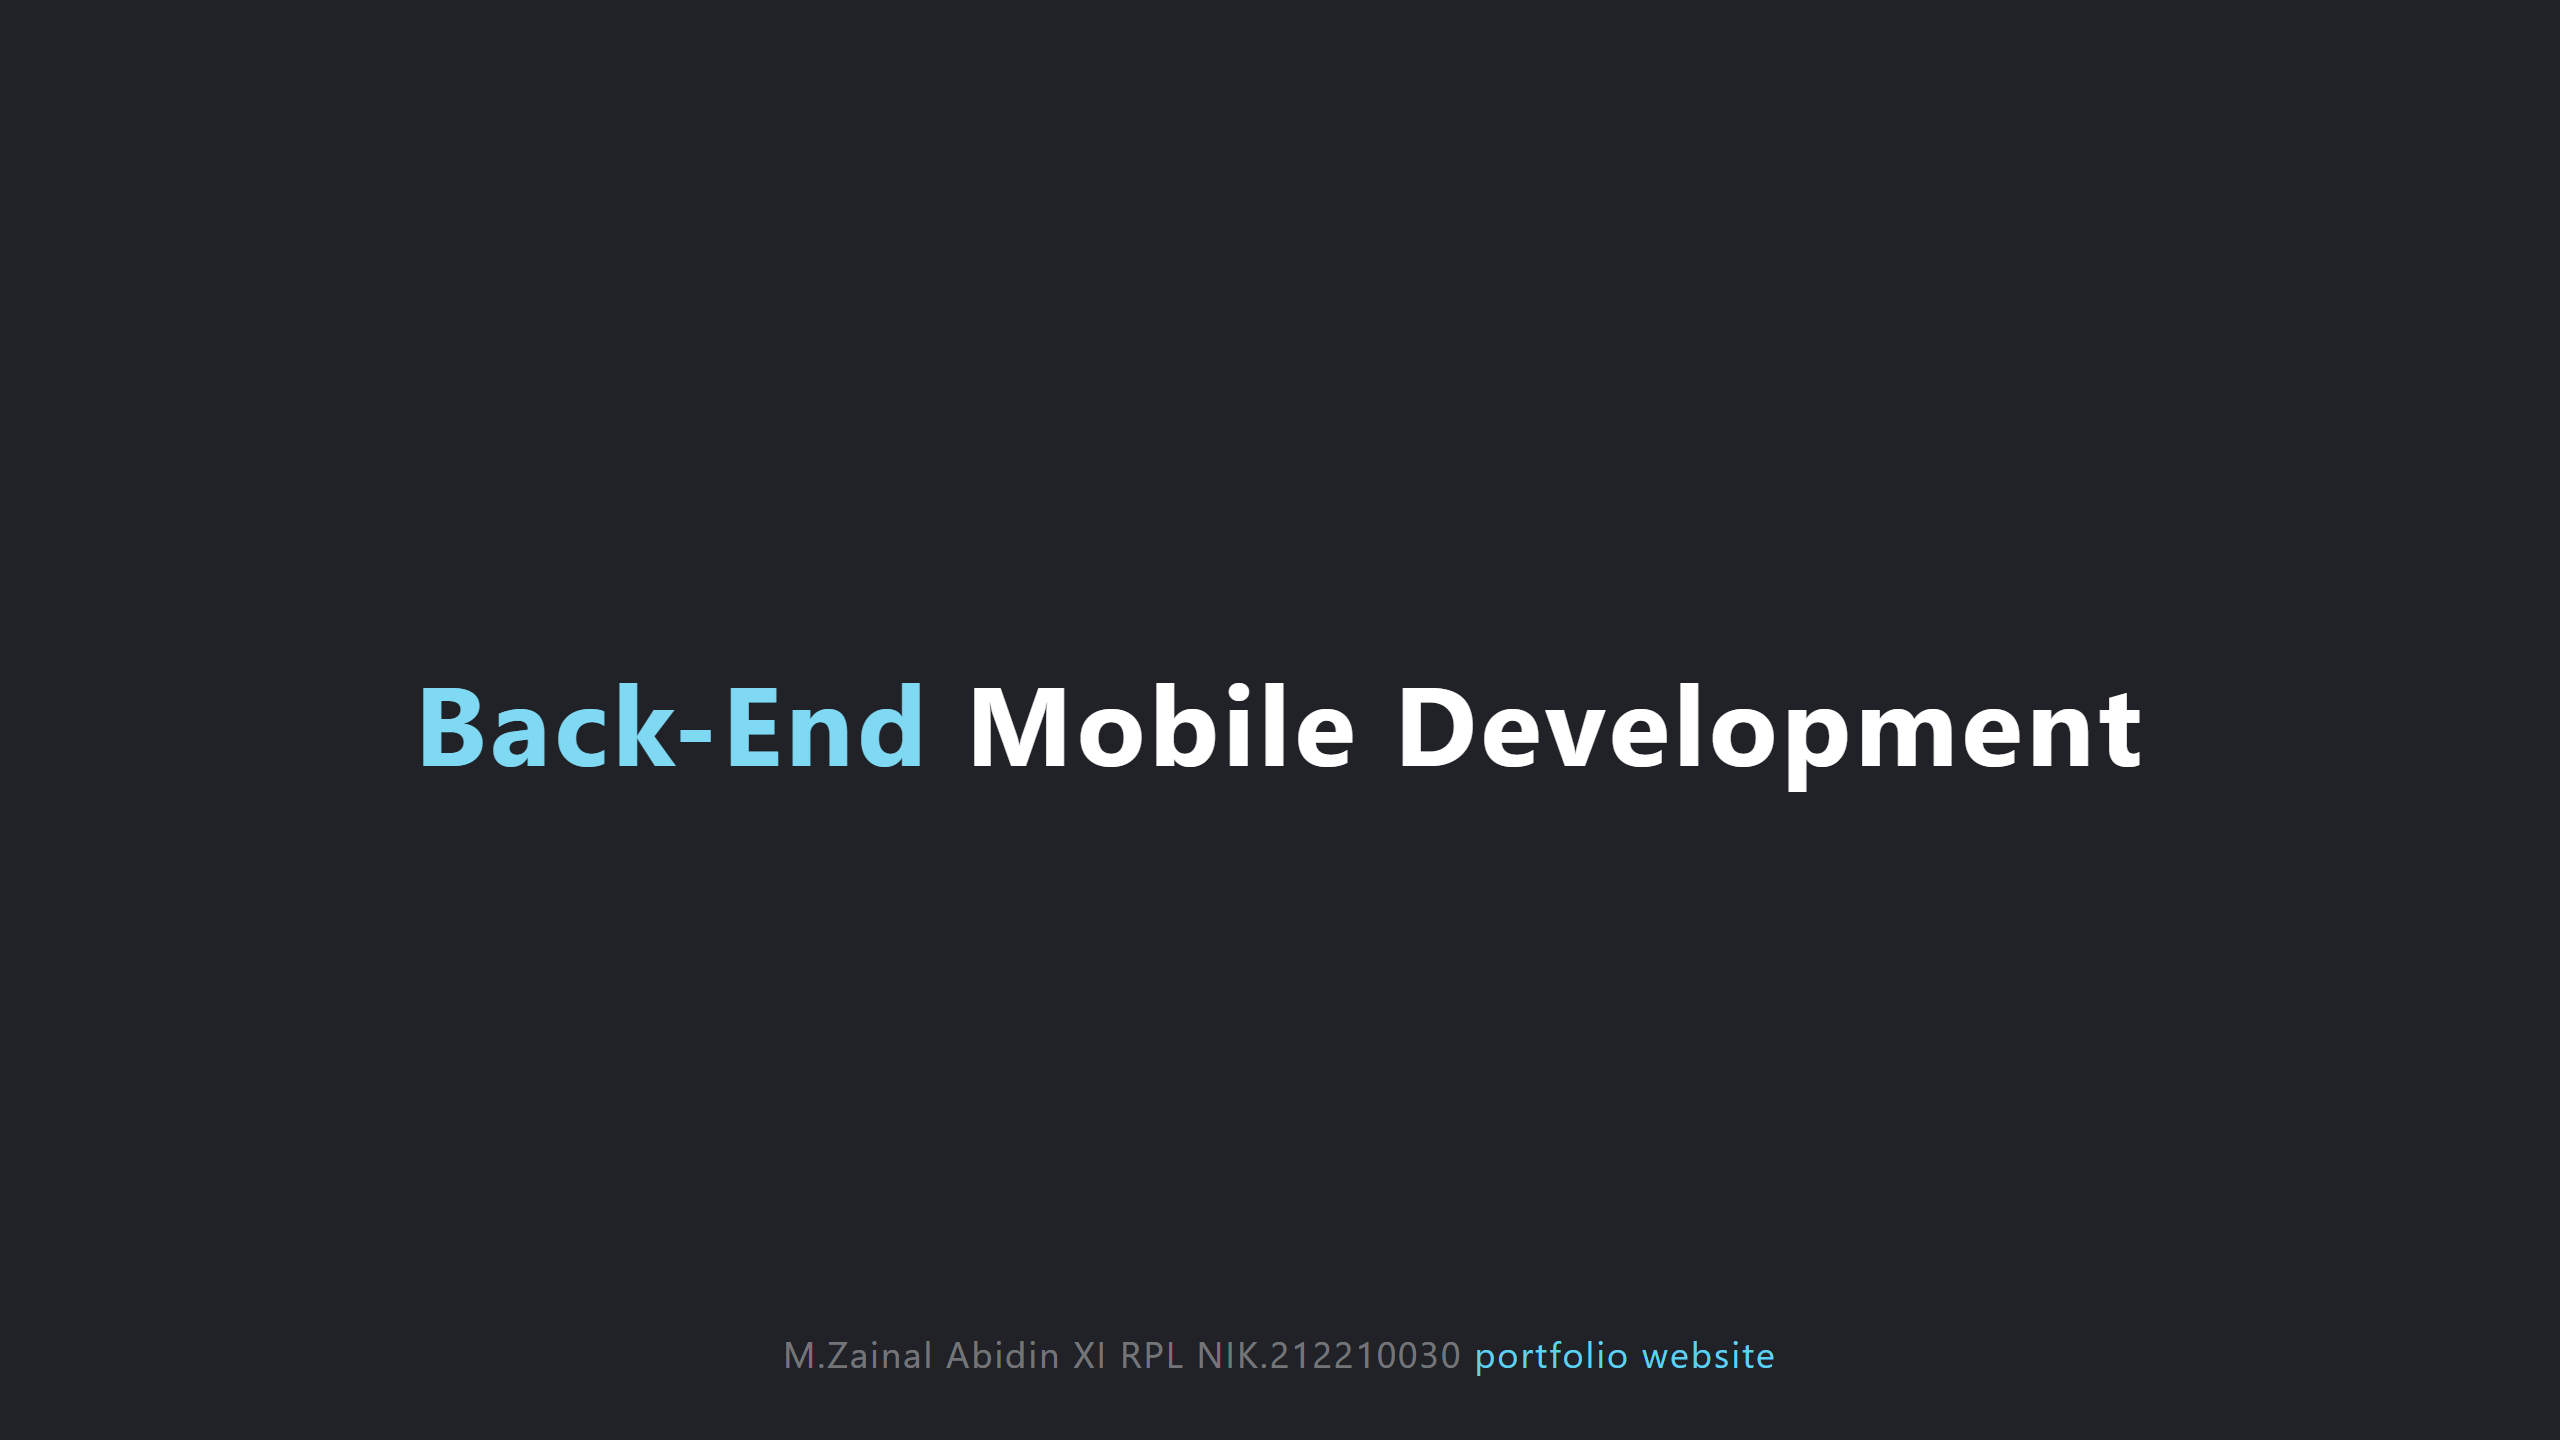 Back-End Mobile Development
M.Zainal Abidin XI RPL NIK.212210030 portfolio website